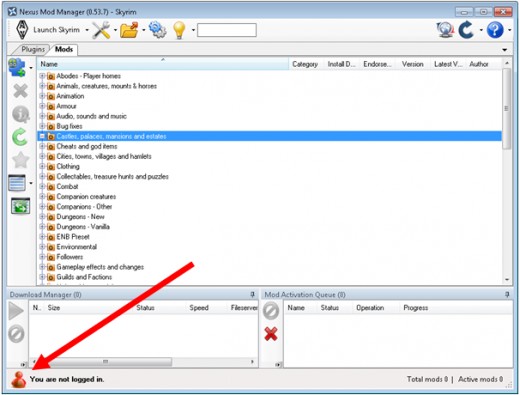 Nexus Mod Manager (0.53.7) - Skyrim
Launch Skyrim
Plugins Mods
Name Category Install D... Endorse... Version Latest V... Author
Abodes - Player homes
Animals, creatures, mounts & horses
Animation
Armour
Audio, sounds and music
Bug fixes
Castles, palaces, mansions and estates
Cheats and god items
Cities, towns, villages and hamlets
Clothing
Collectables, treasure hunts and puzzles
Combat
Companion creatures
Companions - Other
Dungeons - New
Dungeons - Vanilla
ENB Preset
Environmental
Followers
Gameplay effects and changes
Guilds and Factions
Download Manager (0) Mod Activation Queue (0)
N.. Size Status Speed Fileserver Name Status Operation Progress
You are not logged in. Total mods 0 | Active mods 0